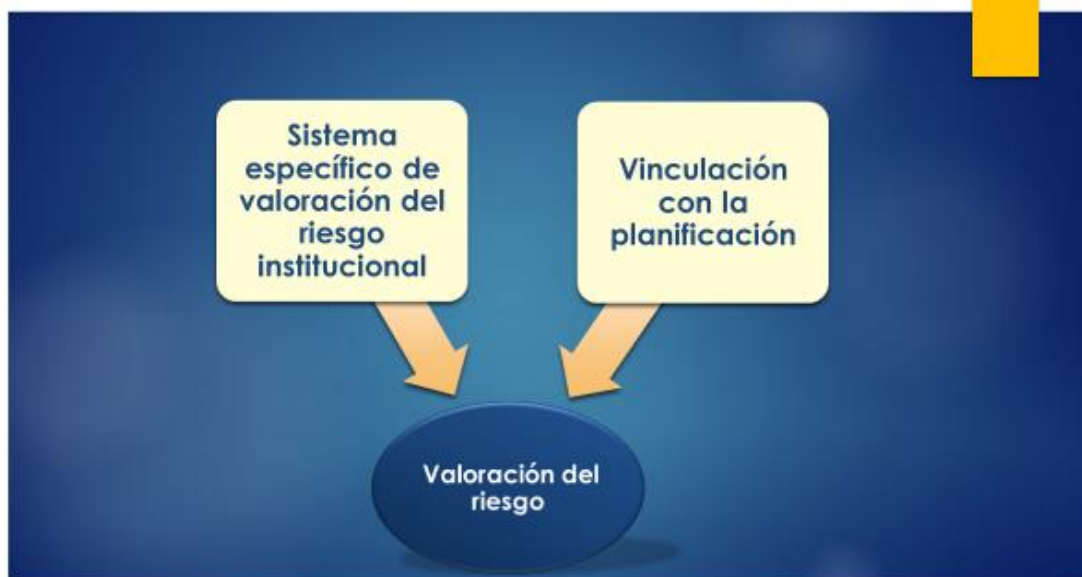 Sistema
específico de
valoración del
riesgo
institucional
Vinculación
con la
planificación
Valoración del
riesgo